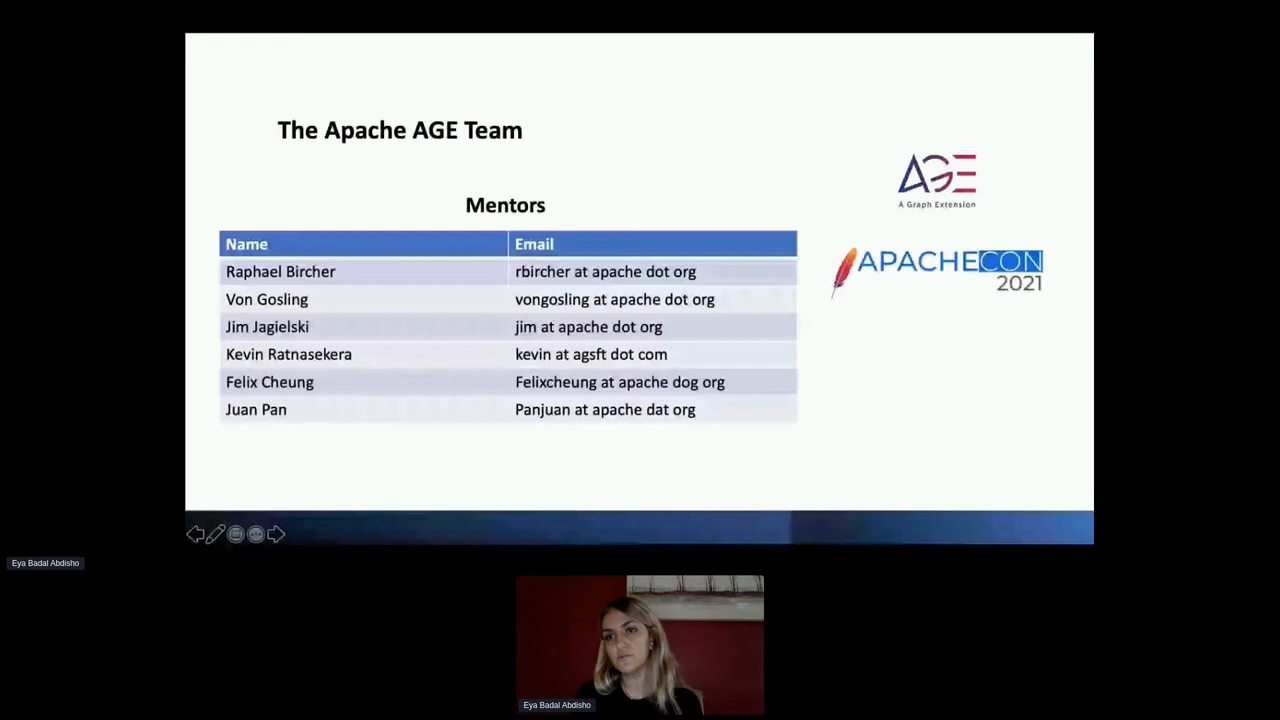 The Apache AGE Team
AGE
A Graph Extension
Mentors
APACHECON
2021
Name Email
Raphael Bircher rbircher at apache dot org
Von Gosling vongosling at apache dot org
Jim Jagielski jim at apache dot org
Kevin Ratnasekera kevin at agsft dot com
Felix Cheung Felixcheung at apache dog org
Juan Pan Panjuan at apache dat org
Eya Badal Abdisho
Eya Badal Abdisho